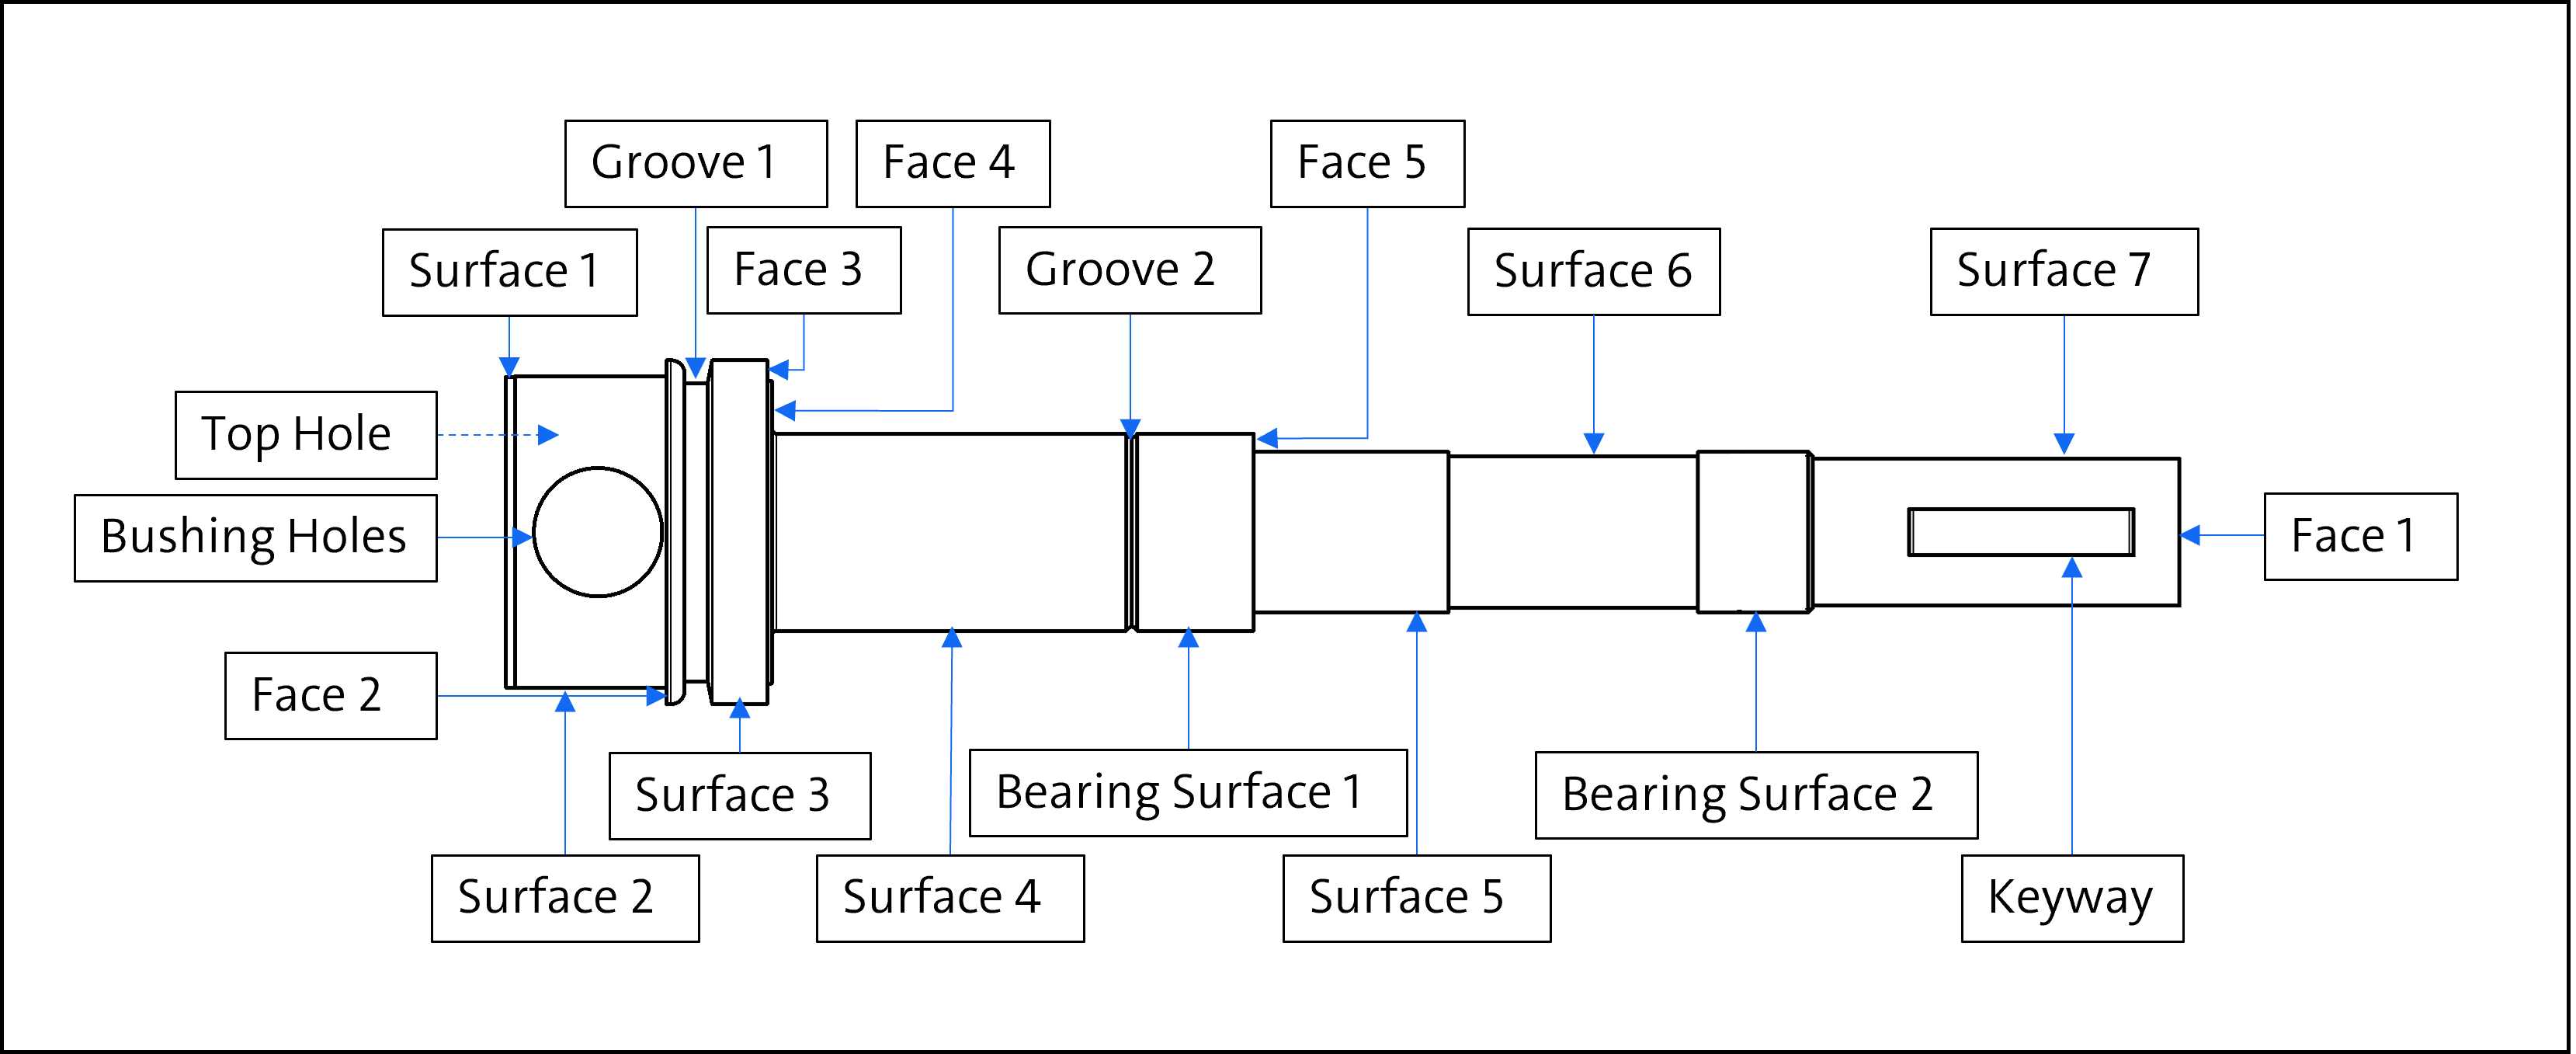 Groove 1
Face 4
Face 5
Surface 1
Face 3
Groove 2
Surface 6
Surface 7
Top Hole
Bushing Holes
Face 1
Face 2
Surface 3
Bearing Surface 1
Bearing Surface 2
Surface 2
Surface 4
Surface 5
Keyway